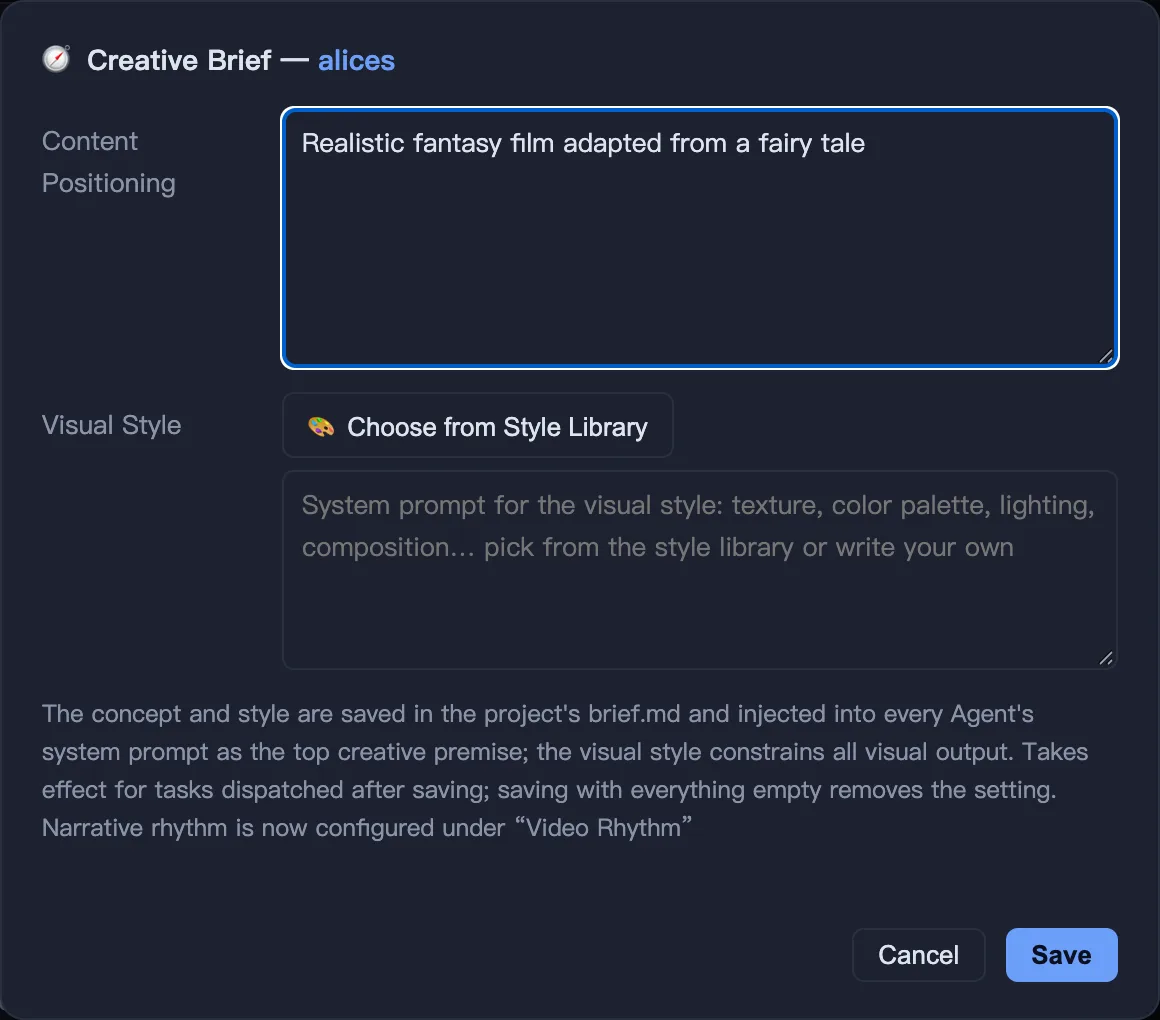 Creative Brief — alices
Content
Positioning
Realistic fantasy film adapted from a fairy tale
Visual Style
Choose from Style Library
System prompt for the visual style: texture, color palette, lighting,
composition… pick from the style library or write your own
The concept and style are saved in the project's brief.md and injected into every Agent's
system prompt as the top creative premise; the visual style constrains all visual output. Takes
effect for tasks dispatched after saving; saving with everything empty removes the setting.
Narrative rhythm is now configured under “Video Rhythm”
Cancel
Save